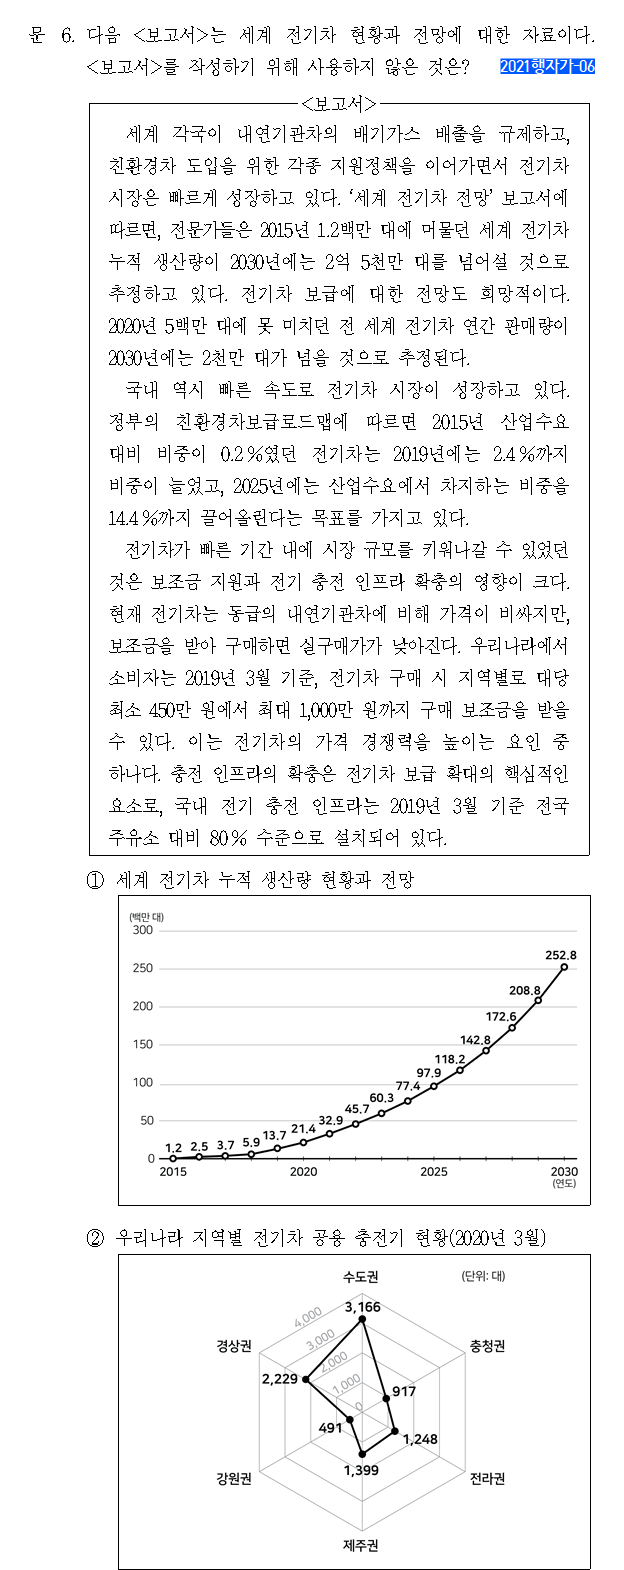 문 6. 다음 <보고서>는 세계 전기차 현황과 전망에 대한 자료이다.
<보고서>를 작성하기 위해 사용하지 않은 것은? 2021행자가-06
<보고서>
세계 각국이 내연기관차의 배기가스 배출을 규제하고,
친환경차 도입을 위한 각종 지원정책을 이어가면서 전기차
시장은 빠르게 성장하고 있다. ‘세계 전기차 전망’ 보고서에
따르면, 전문가들은 2015년 1.2백만 대에 머물던 세계 전기차
누적 생산량이 2030년에는 2억 5천만 대를 넘어설 것으로
추정하고 있다. 전기차 보급에 대한 전망도 희망적이다.
2020년 5백만 대에 못 미치던 전 세계 전기차 연간 판매량이
2030년에는 2천만 대가 넘을 것으로 추정된다.
국내 역시 빠른 속도로 전기차 시장이 성장하고 있다.
정부의 친환경차보급로드맵에 따르면 2015년 산업수요
대비 비중이 0.2%였던 전기차는 2019년에는 2.4%까지
비중이 늘었고, 2025년에는 산업수요에서 차지하는 비중을
14.4%까지 끌어올린다는 목표를 가지고 있다.
전기차가 빠른 기간 내에 시장 규모를 키워나갈 수 있었던
것은 보조금 지원과 전기 충전 인프라 확충의 영향이 크다.
현재 전기차는 동급의 내연기관차에 비해 가격이 비싸지만,
보조금을 받아 구매하면 실구매가가 낮아진다. 우리나라에서
소비자는 2019년 3월 기준, 전기차 구매 시 지역별로 대당
최소 450만 원에서 최대 1,000만 원까지 구매 보조금을 받을
수 있다. 이는 전기차의 가격 경쟁력을 높이는 요인 중
하나다. 충전 인프라의 확충은 전기차 보급 확대의 핵심적인
요소로, 국내 전기 충전 인프라는 2019년 3월 기준 전국
주유소 대비 80% 수준으로 설치되어 있다.
① 세계 전기차 누적 생산량 현황과 전망
(백만 대)
300
250
200
150
100
50
0
1.2 2.5 3.7 5.9 13.7 21.4 32.9 45.7 60.3 77.4 97.9 118.2 142.8 172.6 208.8 252.8
2015 2020 2025 2030
(연도)
② 우리나라 지역별 전기차 공용 충전기 현황(2020년 3월)
수도권 (단위: 대)
4,000 3,166
경상권 3,000 충청권
2,000
2,229 1,000 917
0
491 1,248
강원권 1,399 전라권
제주권